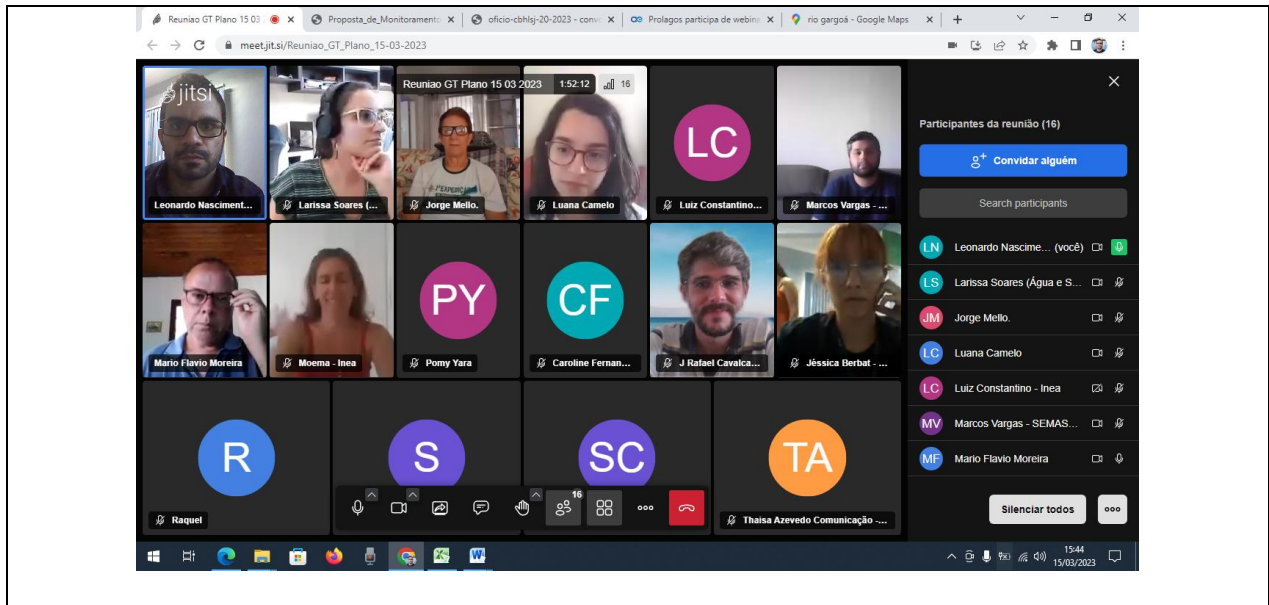 Reuniao GT Plano 15 03
Proposta_de_Monitoramento
oficio-cbhlsj-20-2023 - conv
Prolagos participa de webina
rio gargoá - Google Maps
meet.jit.si/Reuniao_GT_Plano_15-03-2023
jitsi
Reuniao GT Plano 15 03 2023 1:52:12 16
Leonardo Nasciment...
Larissa Soares (...
Jorge Mello.
Luana Camelo
LC
Luiz Constantino...
Marcos Vargas - ...
Mario Flavio Moreira
Moema - Inea
PY
Pomy Yara
CF
Caroline Fernan...
J Rafael Cavalca...
Jéssica Berbat - ...
R
Raquel
S
SC
TA
Thaisa Azevedo Comunicação -...
16
Participantes da reunião (16)
Convidar alguém
Search participants
LN Leonardo Nascime... (você)
LS Larissa Soares (Água e S...
JM Jorge Mello.
LC Luana Camelo
LC Luiz Constantino - Inea
MV Marcos Vargas - SEMAS...
MF Mario Flavio Moreira
Silenciar todos
15:44
15/03/2023